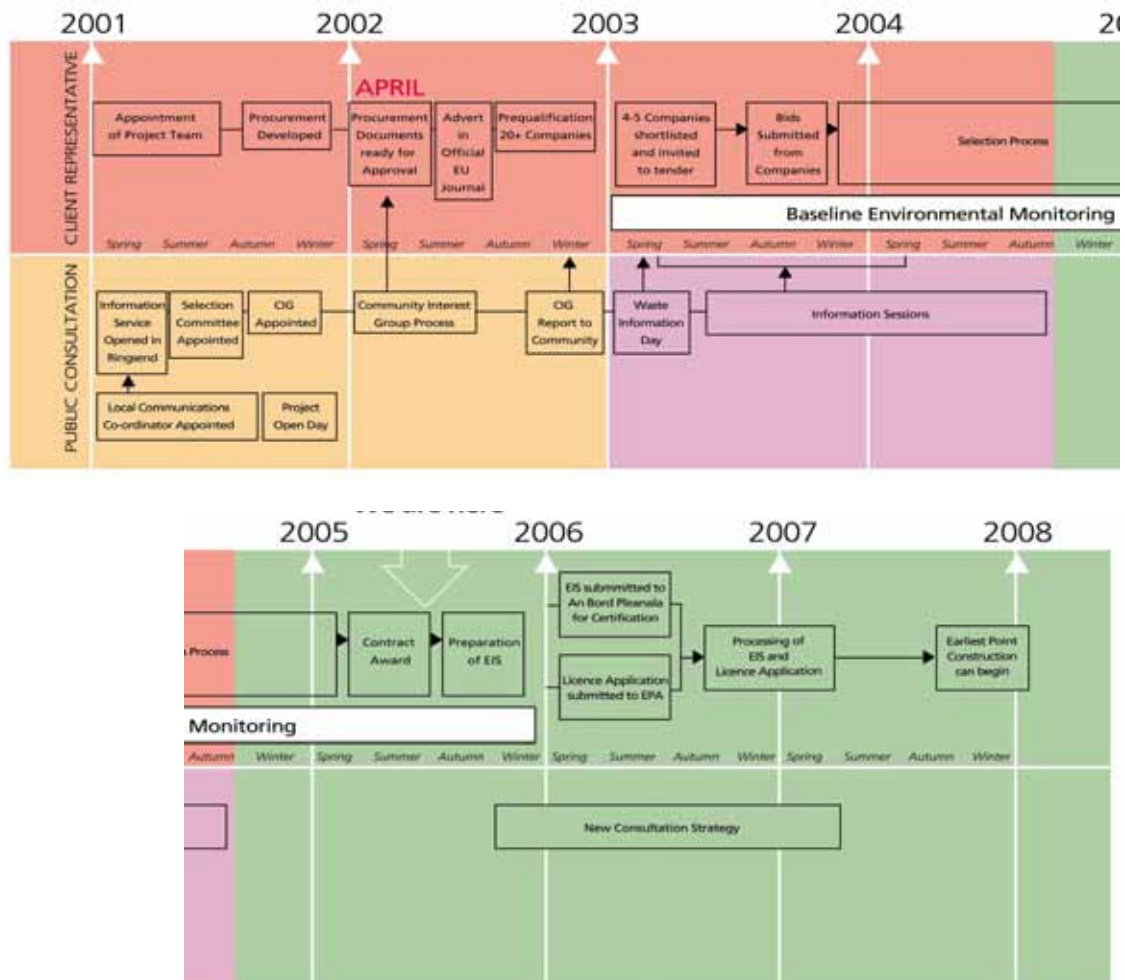 2001
2002
2003
2004
CLIENT REPRESENTATIVE
APRIL
Appointment
of Project Team
Procurement
Developed
Procurement
Documents
ready for
Approval
Advert
in
Official
EU
Journal
Prequalification
20+ Companies
4-5 Companies
shortlisted
and invited
to tender
Bids
Submitted
from
Companies
Selection Process
Baseline Environmental Monitoring
Spring Summer Autumn Winter Spring Summer Autumn Winter Spring Summer Autumn Winter Spring Summer Autumn Winter
PUBLIC CONSULTATION
Information
Service
Opened in
Ringsend
Selection
Committee
Appointed
CIG
Appointed
Community Interest
Group Process
CIG
Report to
Community
Waste
Information
Day
Information Sessions
Local Communications
Co-ordinator Appointed
Project
Open Day
2005
2006
2007
2008
Process
Contract
Award
Preparation
of EIS
EIS submmitted to
An Bord Pleanala
for Certification
Licence Application
submitted to EPA
Processing of
EIS and
Licence Application
Earliest Point
Construction
can begin
Monitoring
Autumn Winter Spring Summer Autumn Winter Spring Summer Autumn Winter Spring Summer Autumn Winter
New Consultation Strategy